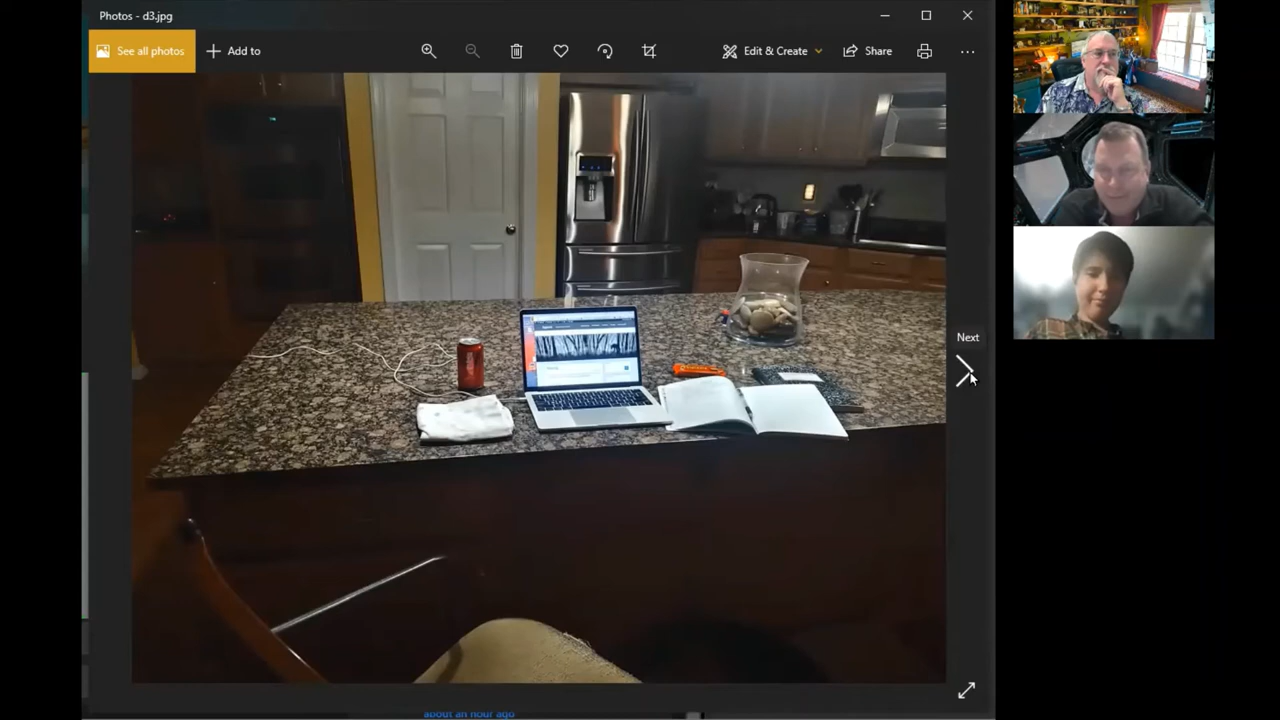 Photos - d3.jpg
See all photos
Add to
Edit & Create
Share
Next
about an hour ago